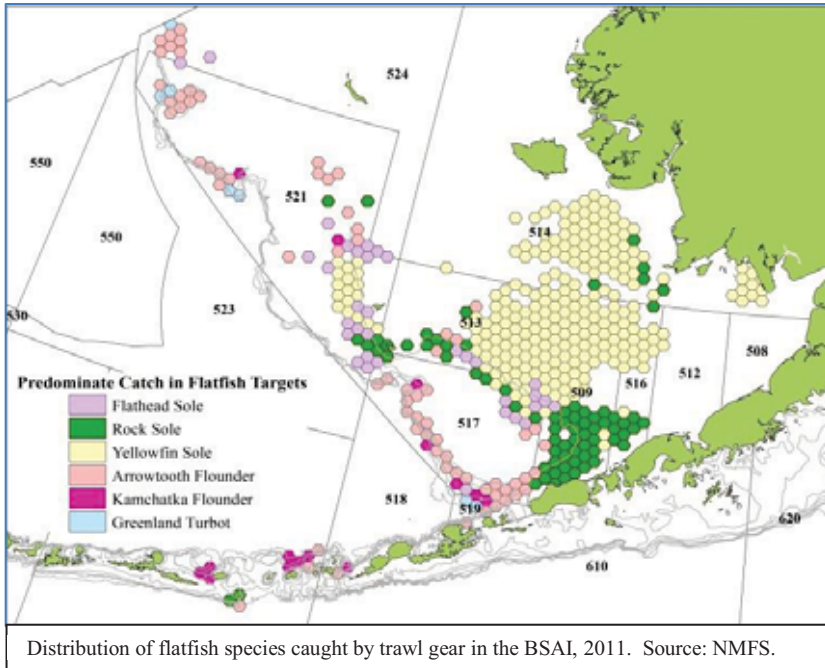 524
550
521
514
550
523
530
513
508
512
516
509
Predominate Catch in Flatfish Targets
Flathead Sole
Rock Sole
Yellowfin Sole
Arrowtooth Flounder
Kamchatka Flounder
Greenland Turbot
517
518
519
620
610
Distribution of flatfish species caught by trawl gear in the BSAI, 2011.  Source: NMFS.